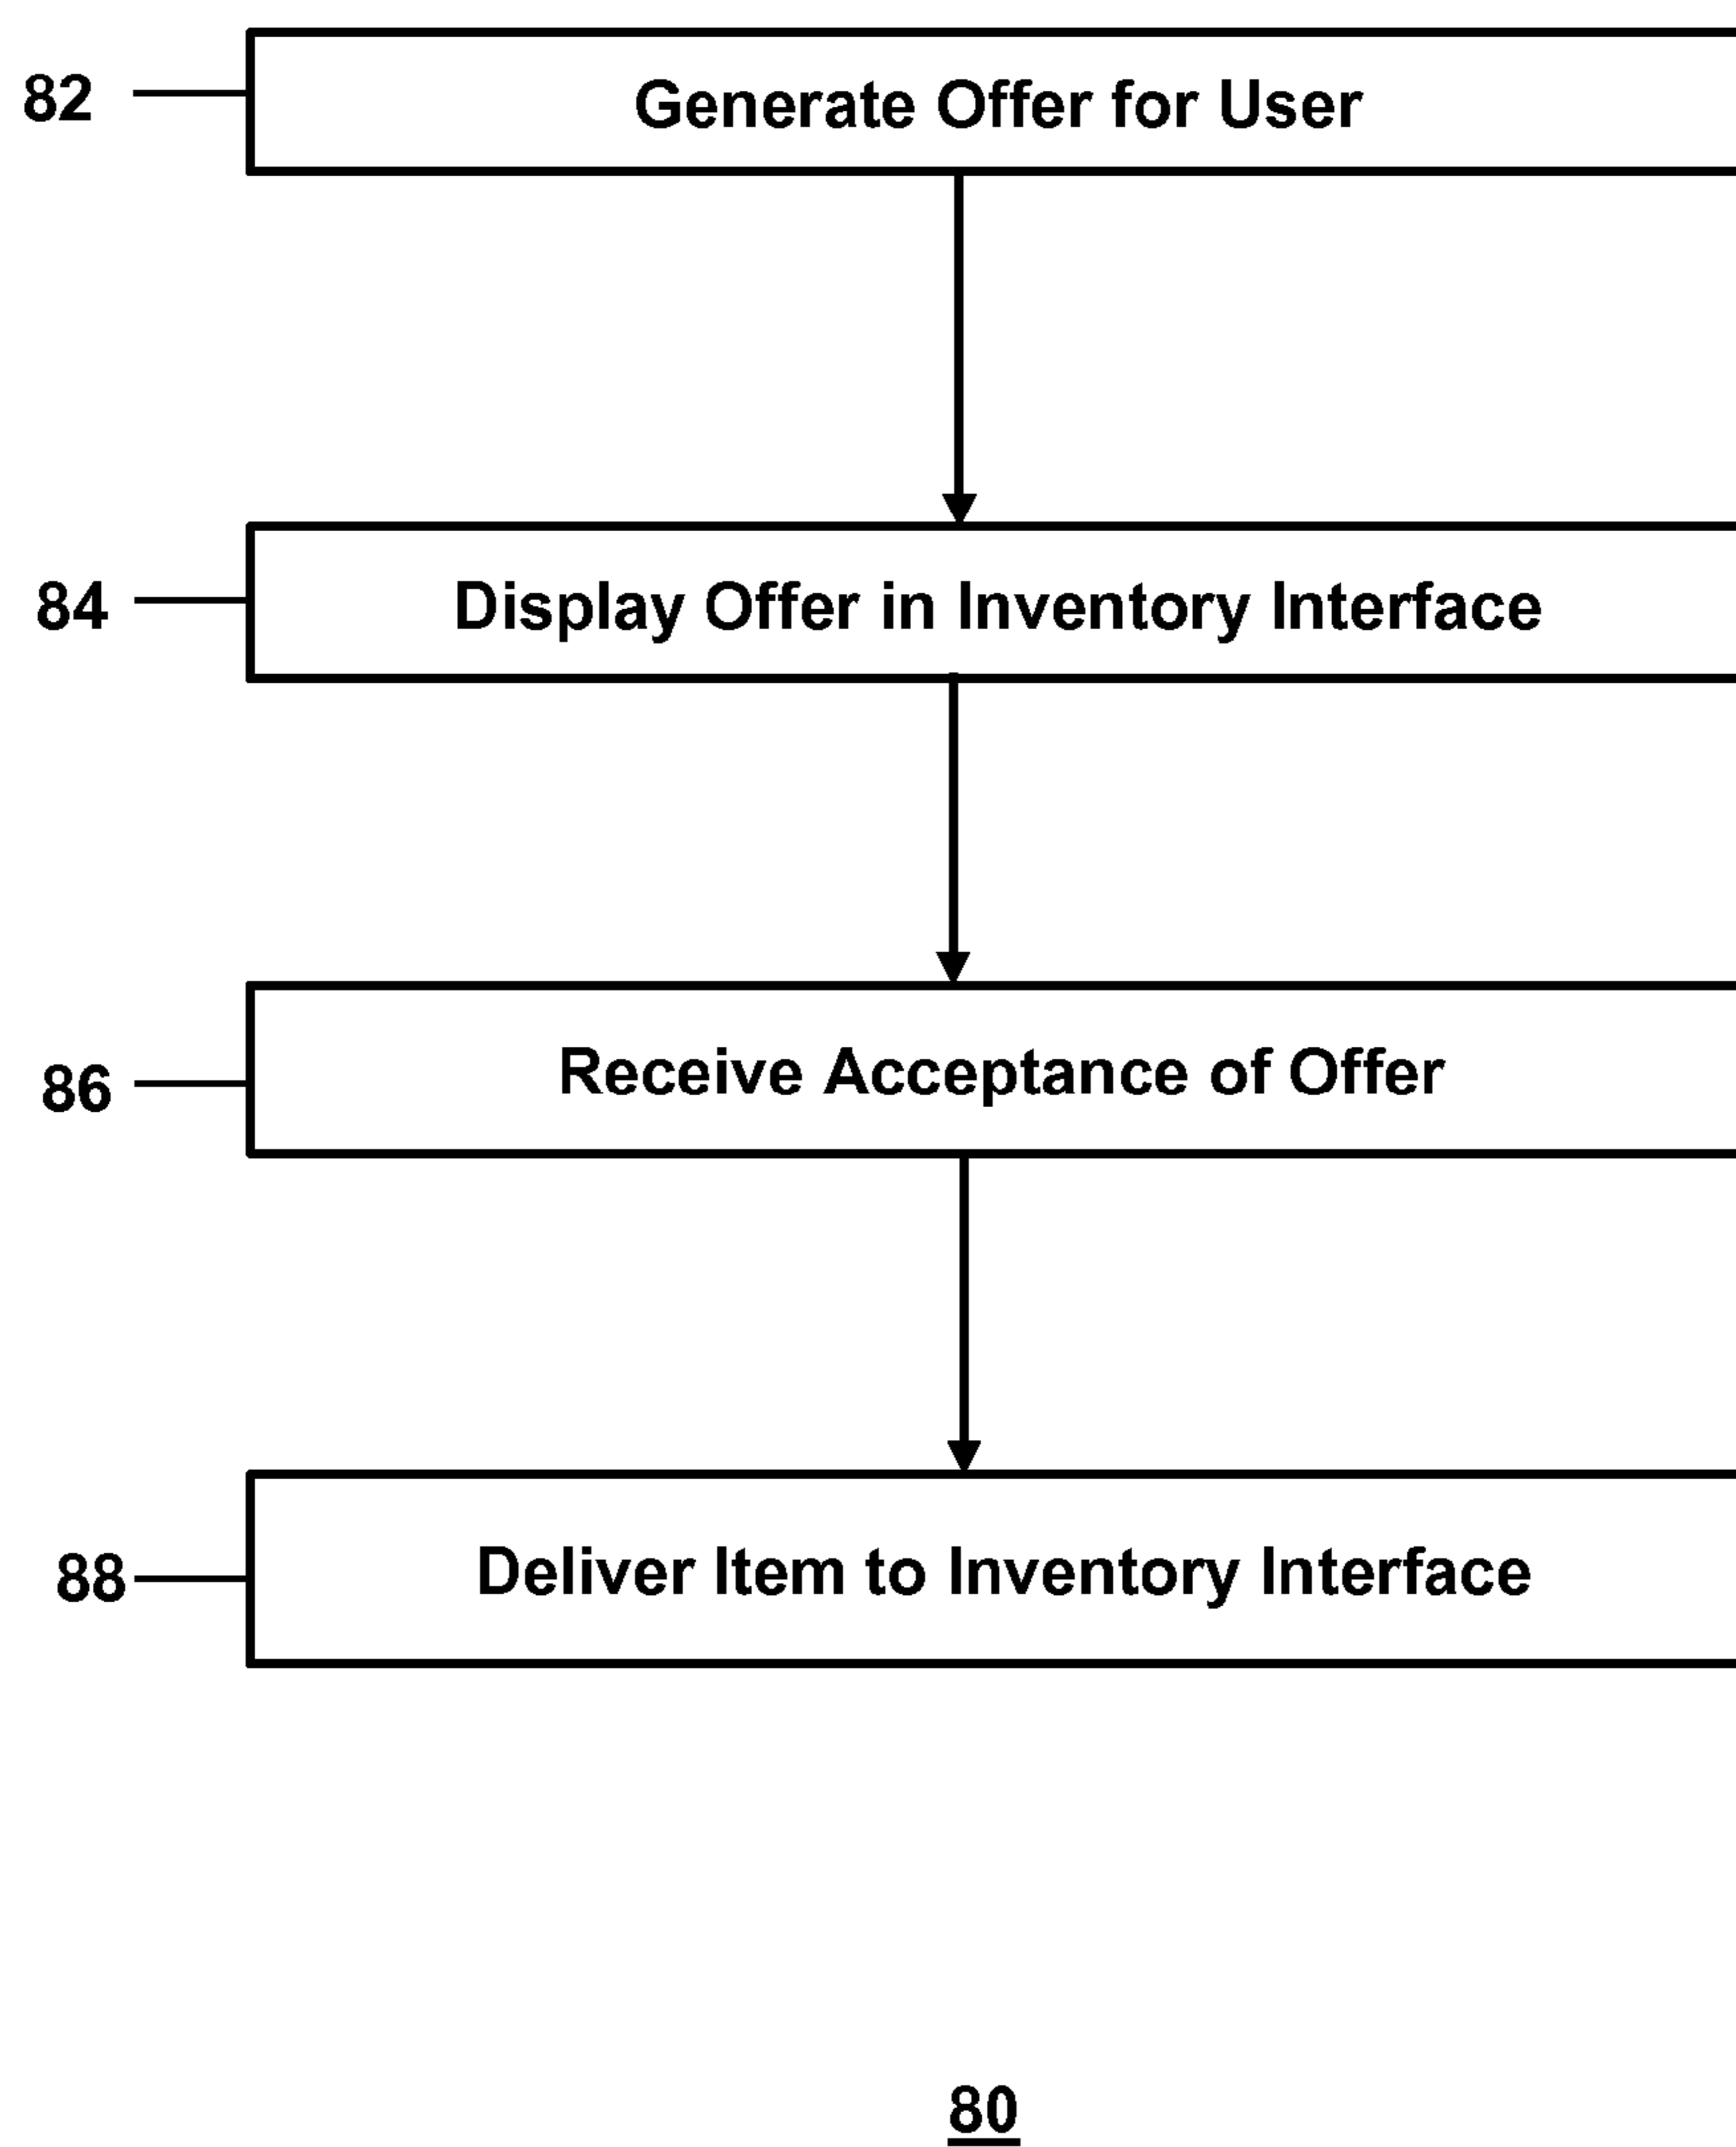 82 Generate Offer for User
84 Display Offer in Inventory Interface
86 Receive Acceptance of Offer
88 Deliver Item to Inventory Interface
80